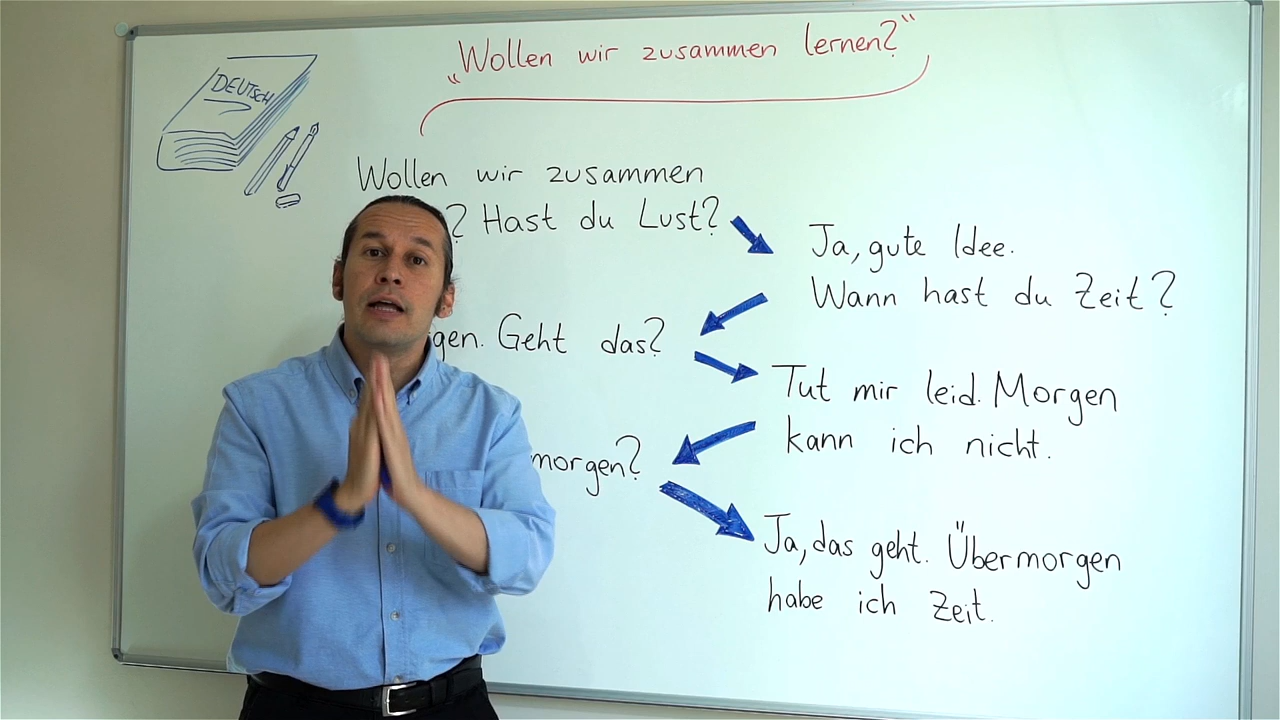 DEUTSCH
„Wollen wir zusammen lernen?“
Wollen wir zusammen
? Hast du Lust?
Ja, gute Idee.
Wann hast du Zeit?
gen. Geht das?
Tut mir leid. Morgen
kann ich nicht.
morgen?
Ja, das geht. Übermorgen
habe ich Zeit.